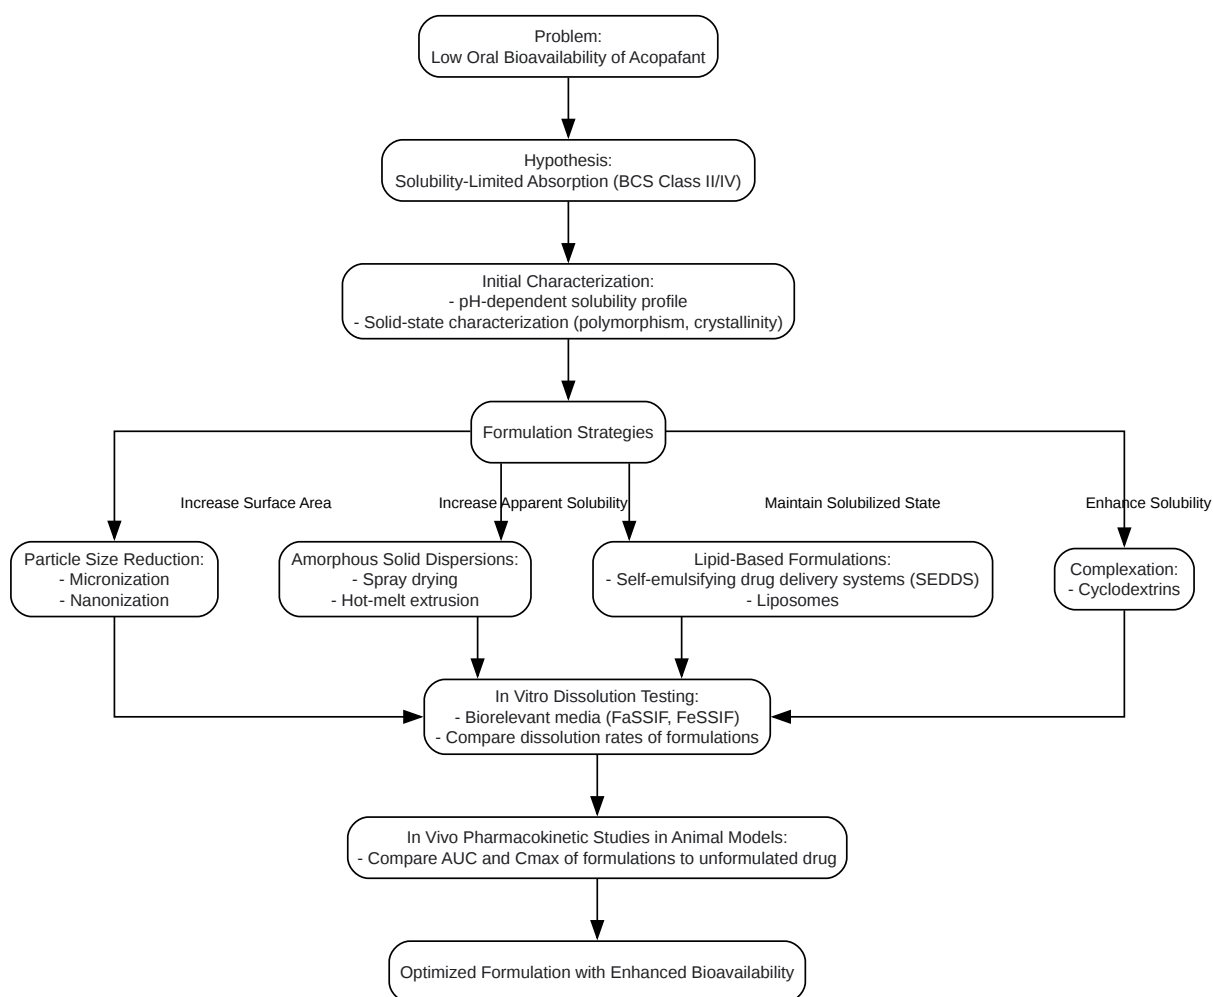 Problem:
Low Oral Bioavailability of Acopafant
Hypothesis:
Solubility-Limited Absorption (BCS Class II/IV)
Initial Characterization:
- pH-dependent solubility profile
- Solid-state characterization (polymorphism, crystallinity)
Formulation Strategies
Increase Surface Area
Increase Apparent Solubility
Maintain Solubilized State
Enhance Solubility
Particle Size Reduction:
- Micronization
- Nanonization
Amorphous Solid Dispersions:
- Spray drying
- Hot-melt extrusion
Lipid-Based Formulations:
- Self-emulsifying drug delivery systems (SEDDS)
- Liposomes
Complexation:
- Cyclodextrins
In Vitro Dissolution Testing:
- Biorelevant media (FaSSIF, FeSSIF)
- Compare dissolution rates of formulations
In Vivo Pharmacokinetic Studies in Animal Models:
- Compare AUC and Cmax of formulations to unformulated drug
Optimized Formulation with Enhanced Bioavailability